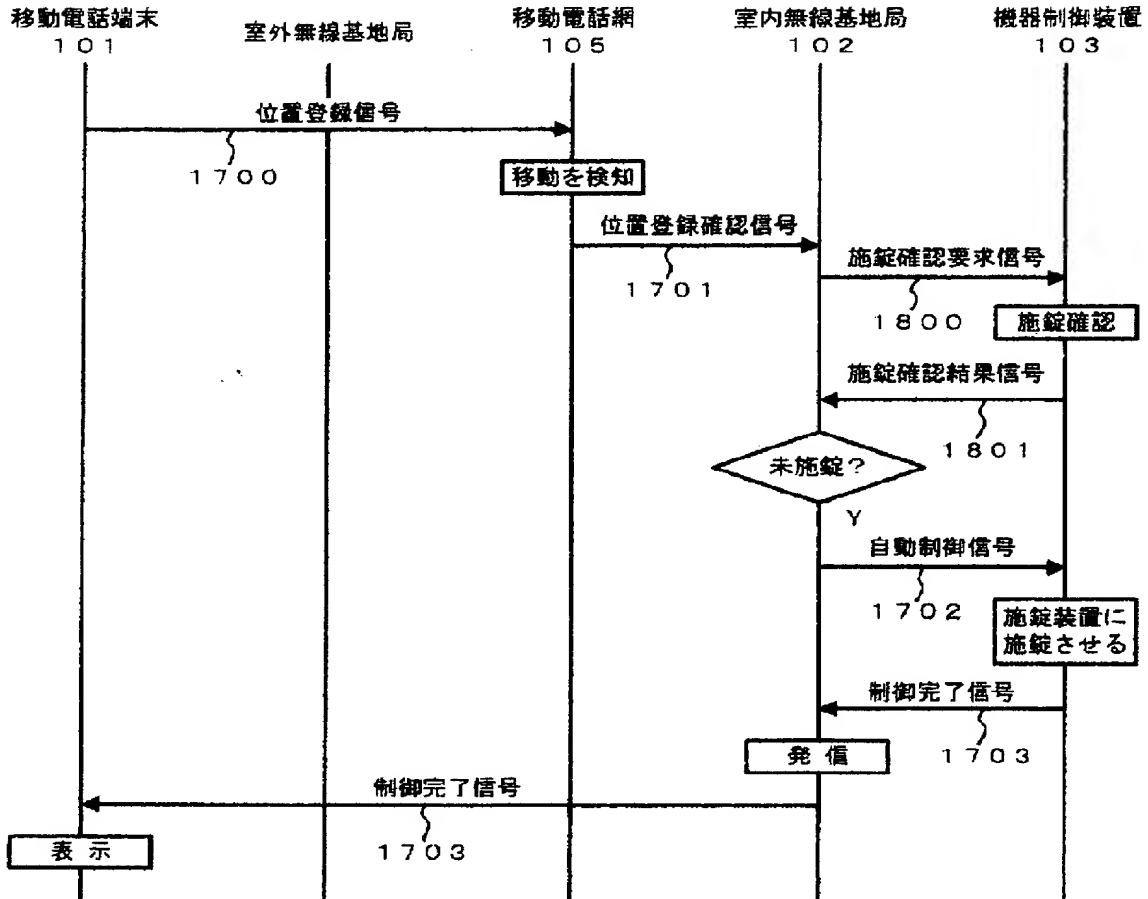 移動電話端末
101
室外無線基地局
移動電話網
105
室内無線基地局
102
機器制御装置
103
位置登録信号
1700
移動を検知
位置登録確認信号
1701
施錠確認要求信号
1800
施錠確認
施錠確認結果信号
1801
未施錠?
Y
自動制御信号
1702
施錠装置に
施錠させる
制御完了信号
1703
発信
制御完了信号
1703
表示